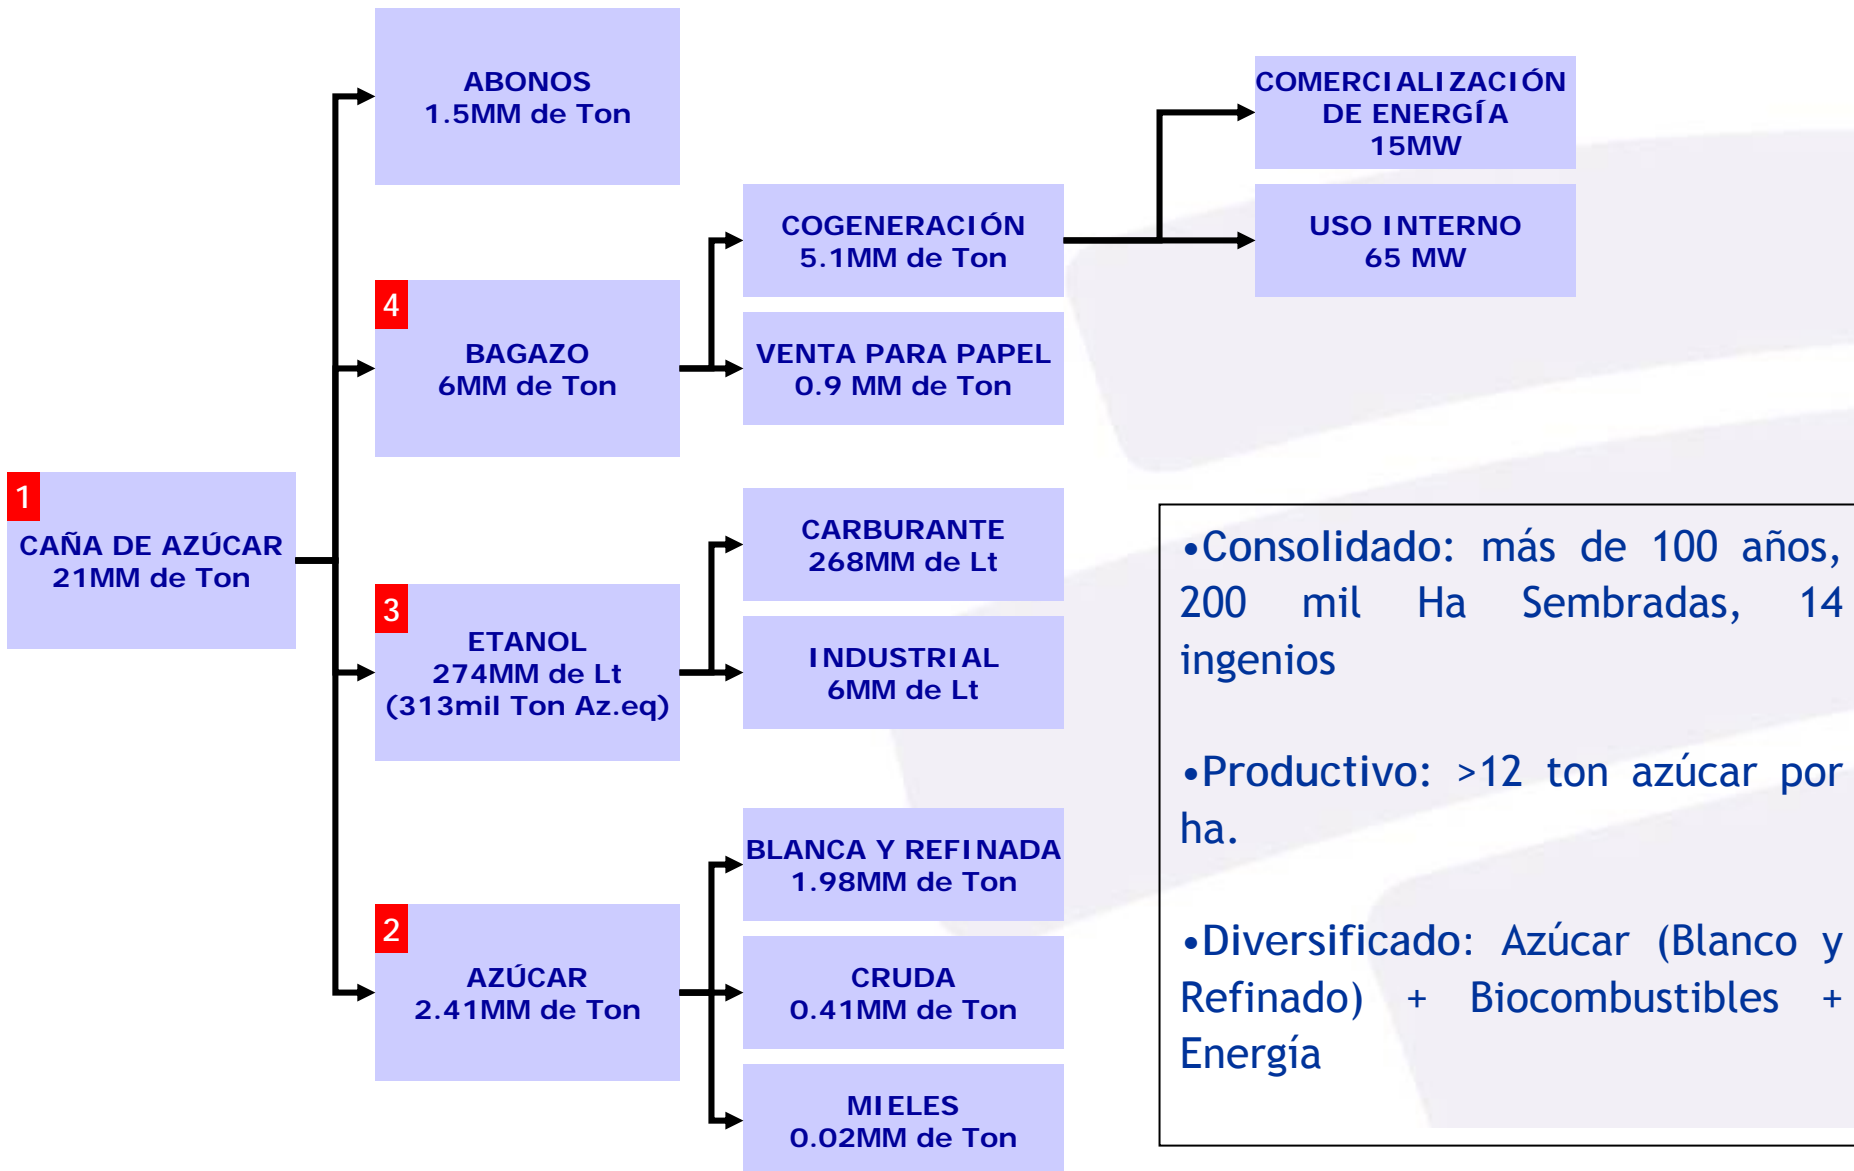 1
CAÑA DE AZÚCAR
21MM de Ton
ABONOS
1.5MM de Ton
4
BAGAZO
6MM de Ton
COGENERACIÓN
5.1MM de Ton
COMERCIALIZACIÓN
DE ENERGÍA
15MW
USO INTERNO
65 MW
VENTA PARA PAPEL
0.9 MM de Ton
3
ETANOL
274MM de Lt
(313mil Ton Az.eq)
CARBURANTE
268MM de Lt
INDUSTRIAL
6MM de Lt
2
AZÚCAR
2.41MM de Ton
BLANCA Y REFINADA
1.98MM de Ton
CRUDA
0.41MM de Ton
MIELES
0.02MM de Ton
•Consolidado: más de 100 años,
200 mil Ha Sembradas, 14
ingenios
•Productivo: >12 ton azúcar por
ha.
•Diversificado: Azúcar (Blanco y
Refinado) + Biocombustibles +
Energía